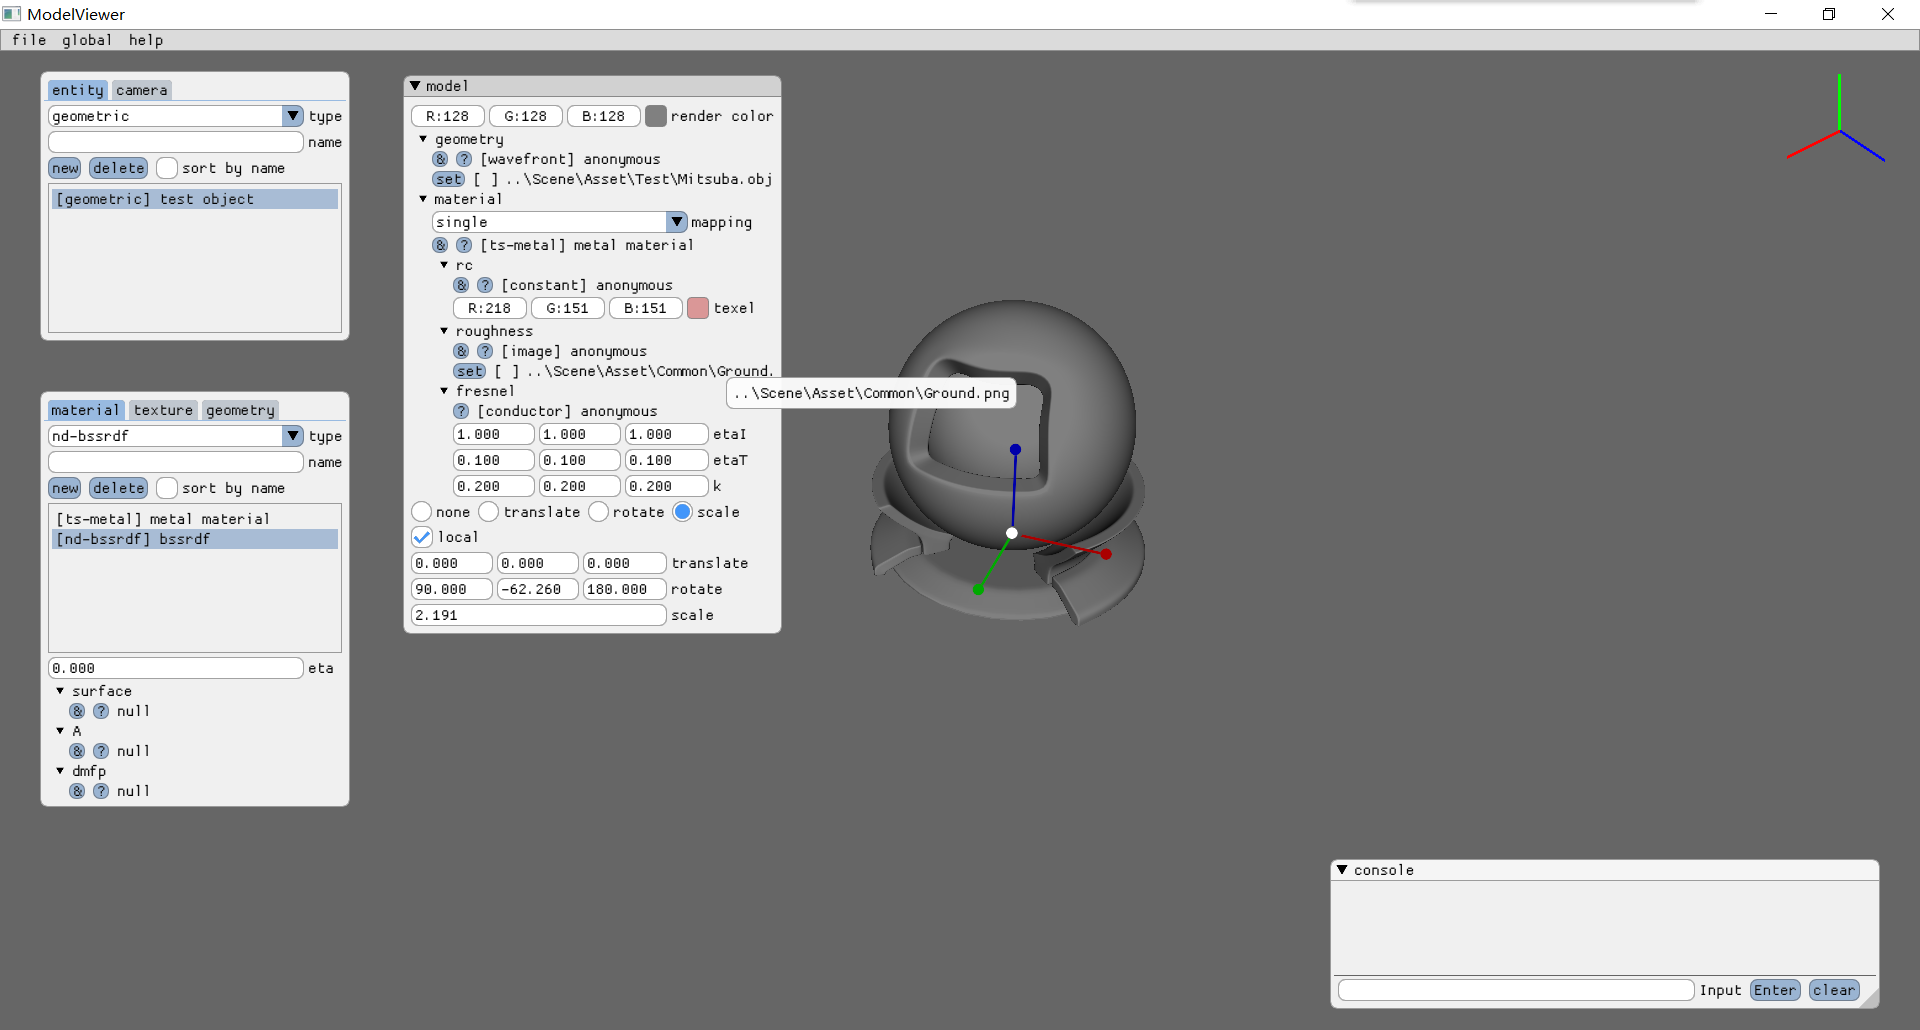 ModelViewer
file global help
entity camera
geometric type
name
new delete sort by name
[geometric] test object
material texture geometry
nd-bssrdf type
name
new delete sort by name
[ts-metal] metal material
[nd-bssrdf] bssrdf
0.000 eta
surface
& ? null
A
& ? null
dmfp
& ? null
model
R:128 G:128 B:128 render color
geometry
& ? [wavefront] anonymous
set [ ] ..\Scene\Asset\Test\Mitsuba.obj
material
single mapping
& ? [ts-metal] metal material
rc
& ? [constant] anonymous
R:218 G:151 B:151 texel
roughness
& ? [image] anonymous
set [ ] ..\Scene\Asset\Common\Ground.
..\Scene\Asset\Common\Ground.png
fresnel
? [conductor] anonymous
1.000 1.000 1.000 etaI
0.100 0.100 0.100 etaT
0.200 0.200 0.200 k
none translate rotate scale
local
0.000 0.000 0.000 translate
90.000 -62.260 180.000 rotate
2.191 scale
console
Input Enter clear